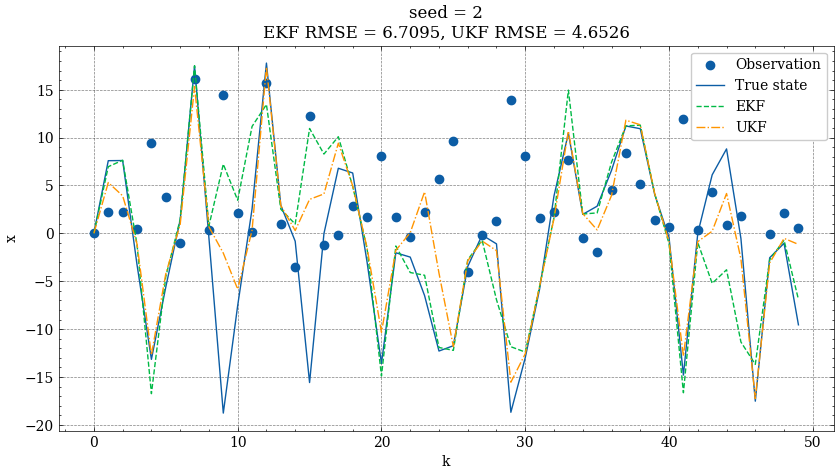 seed = 2
EKF RMSE = 6.7095, UKF RMSE = 4.6526
Observation
True state
EKF
UKF
15
10
5
0
−5
−10
−15
−20
x
0
10
20
30
40
50
k